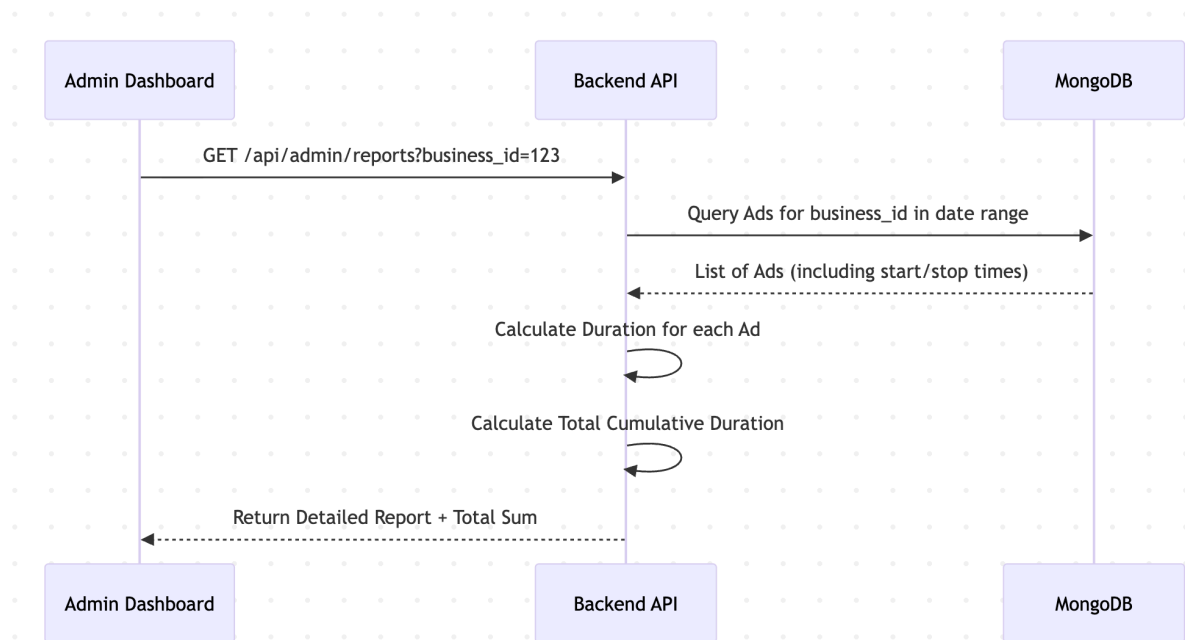 Admin Dashboard
Backend API
MongoDB
GET /api/admin/reports?business_id=123
Query Ads for business_id in date range
List of Ads (including start/stop times)
Calculate Duration for each Ad
Calculate Total Cumulative Duration
Return Detailed Report + Total Sum
Admin Dashboard
Backend API
MongoDB